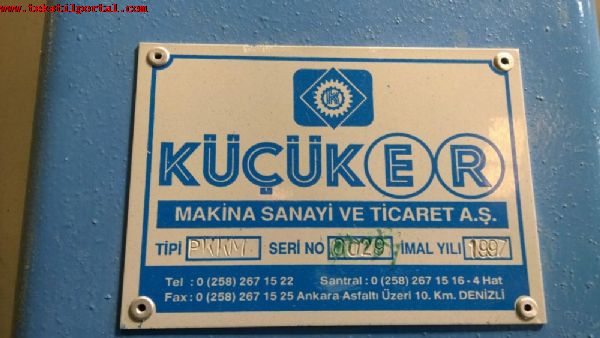 www.tekstilportal.com
KÜÇÜKER
MAKİNA SANAYİ VE TİCARET A.Ş.
TİPİ PKKM SERİ NO 0029 İMAL YILI 1997
Tel : 0 (258) 267 15 22 Santral : 0 (258) 267 15 16 - 4 Hat
Fax : 0 (258) 267 15 25 Ankara Asfaltı Üzeri 10. Km. DENİZLİ